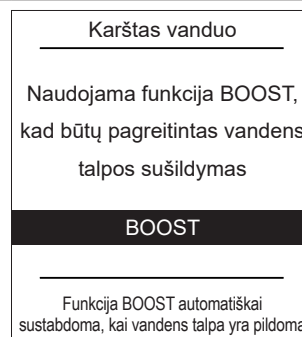 Karštas vanduo
Naudojama funkcija BOOST,
kad būtų pagreitintas vandens
talpos sušildymas
BOOST
Funkcija BOOST automatiškai
sustabdoma, kai vandens talpa yra pildoma